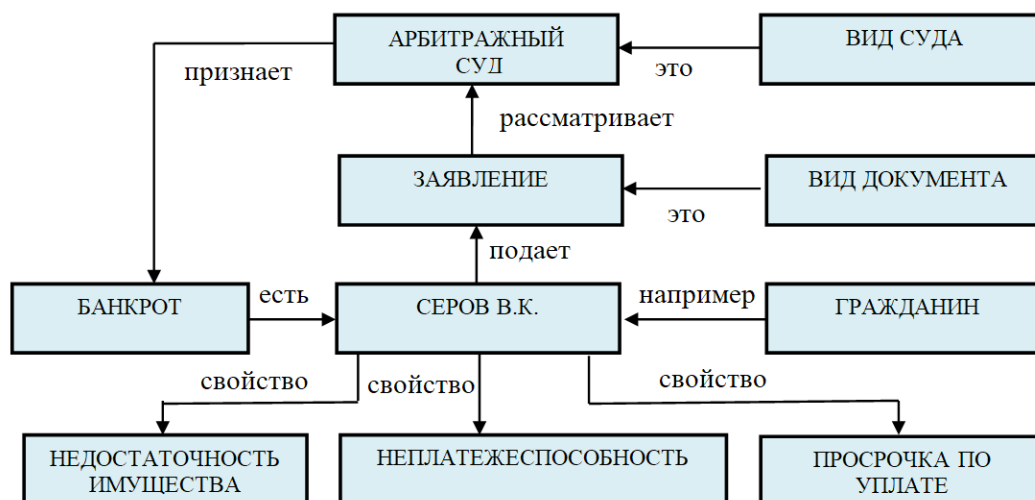 АРБИТРАЖНЫЙ
СУД
ВИД СУДА
признает
это
рассматривает
ЗАЯВЛЕНИЕ
ВИД ДОКУМЕНТА
это
подает
БАНКРОТ
есть
СЕРОВ В.К.
например
ГРАЖДАНИН
свойство
свойство
свойство
НЕДОСТАТОЧНОСТЬ
ИМУЩЕСТВА
НЕПЛАТЕЖЕСПОСОБНОСТЬ
ПРОСРОЧКА ПО
УПЛАТЕ